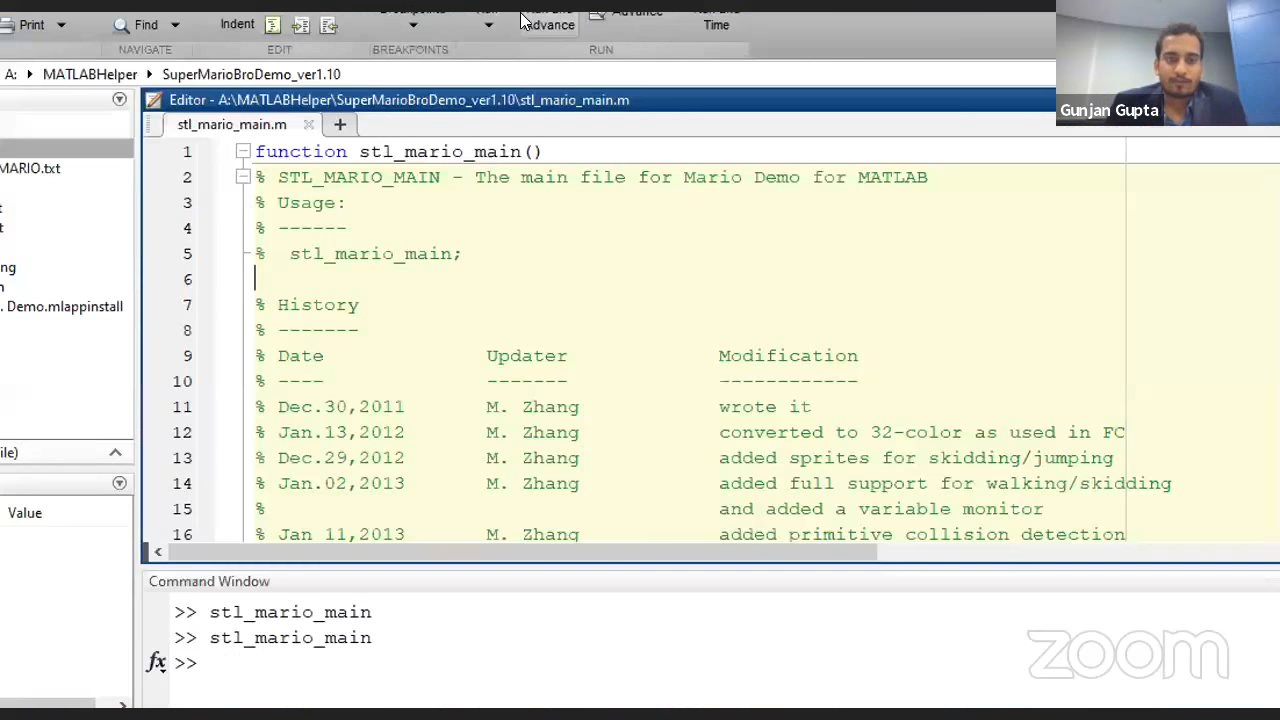 Print
Find
Indent
Advance
Advance
Time
NAVIGATE
EDIT
BREAKPOINTS
RUN
A: MATLABHelper SuperMarioBroDemo_ver1.10
Gunjan Gupta
Editor - A:\MATLABHelper\SuperMarioBroDemo_ver1.10\stl_mario_main.m
stl_mario_main.m
MARIO.txt
. Demo.mlappinstall
Value
1 function stl_mario_main()
2 % STL_MARIO_MAIN - The main file for Mario Demo for MATLAB
3 % Usage:
4 % ------
5 % stl_mario_main;
6
7 % History
8 % -------
9 % Date Updater Modification
10 % ---- ------- ------------
11 % Dec.30,2011 M. Zhang wrote it
12 % Jan.13,2012 M. Zhang converted to 32-color as used in FC
13 % Dec.29,2012 M. Zhang added sprites for skidding/jumping
14 % Jan.02,2013 M. Zhang added full support for walking/skidding
15 % and added a variable monitor
16 % Jan 11,2013 M. Zhang added primitive collision detection
Command Window
>> stl_mario_main
>> stl_mario_main
fx >>
zoom